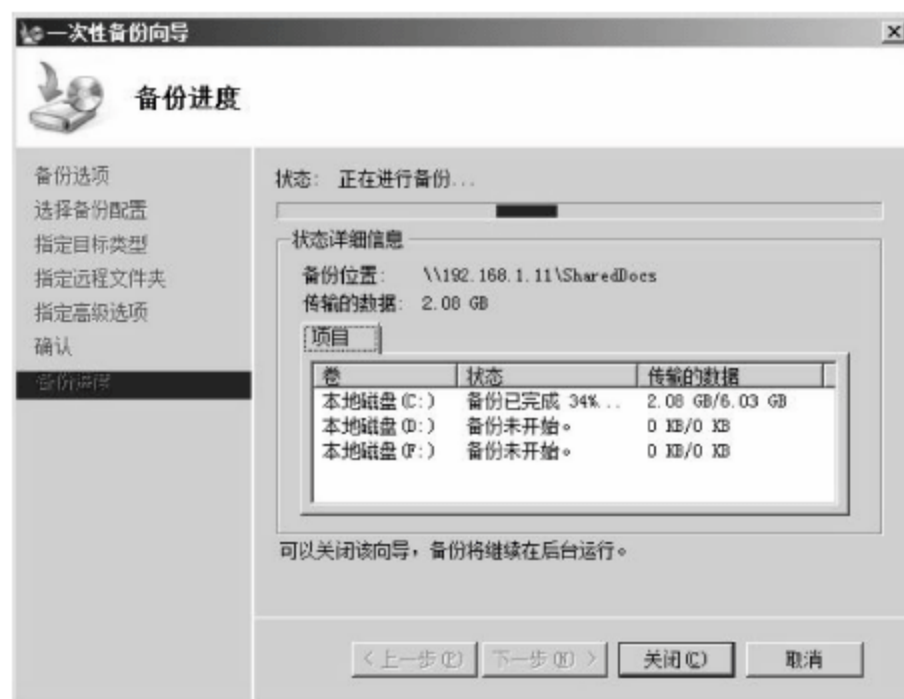 一次性备份向导
备份进度
备份选项
选择备份配置
指定目标类型
指定远程文件夹
指定高级选项
确认
备份进度
状态: 正在进行备份...
状态详细信息
备份位置: \\192.168.1.11\SharedDocs
传输的数据: 2.08 GB
项目
卷 状态 传输的数据
本地磁盘(C:) 备份已完成 34%... 2.08 GB/6.03 GB
本地磁盘(D:) 备份未开始。 0 KB/0 KB
本地磁盘(F:) 备份未开始。 0 KB/0 KB
可以关闭该向导，备份将继续在后台运行。
<上一步(P) 下一步(N) > 关闭(C) 取消